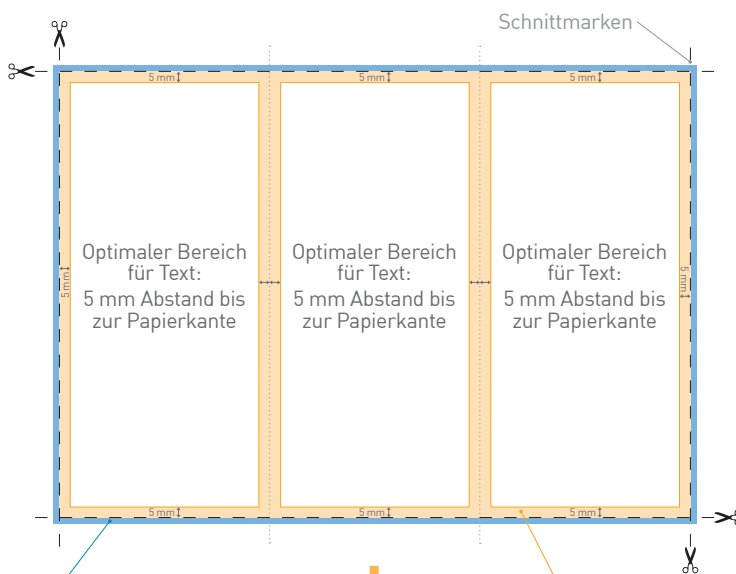 Schnittmarken
5 mm
5 mm
5 mm
Optimaler Bereich
für Text:
5 mm Abstand bis
zur Papierkante
Optimaler Bereich
für Text:
5 mm Abstand bis
zur Papierkante
Optimaler Bereich
für Text:
5 mm Abstand bis
zur Papierkante
5 mm
5 mm
5 mm
5 mm
5 mm